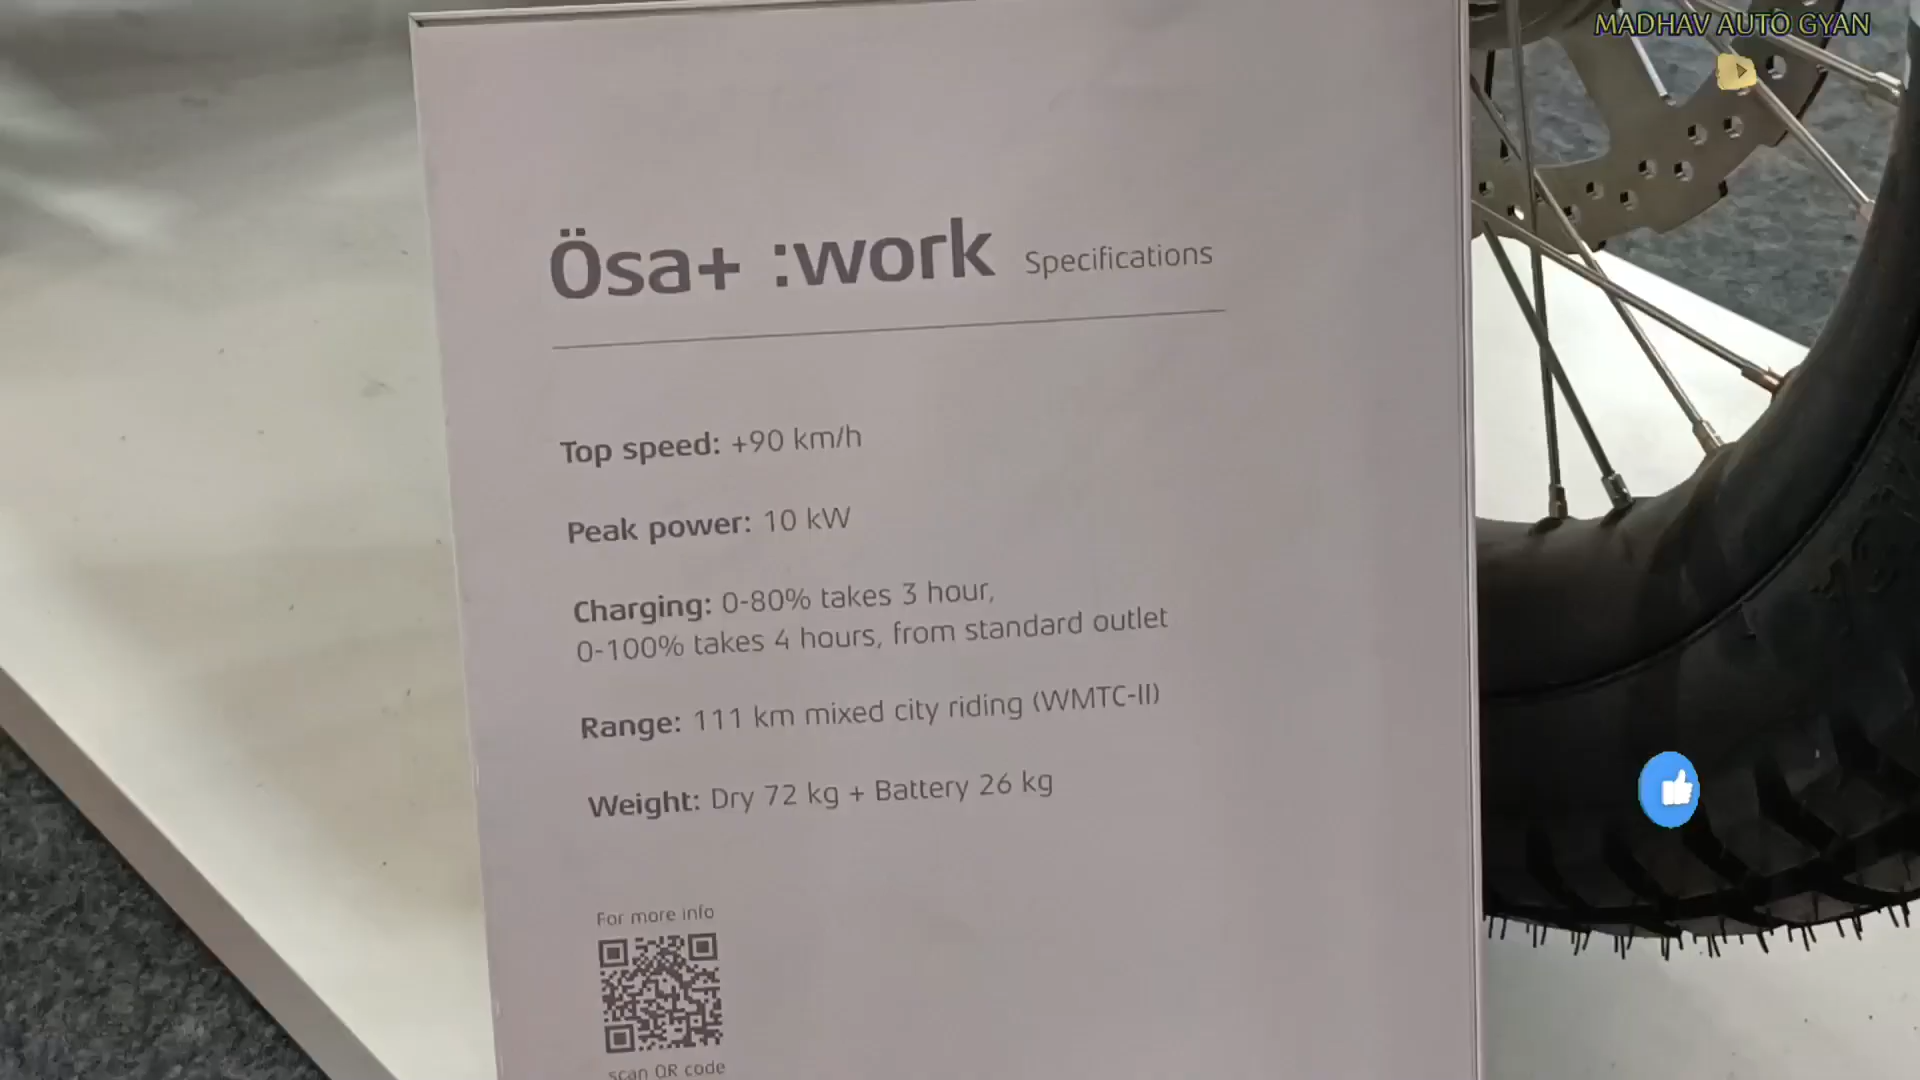 MADHAV AUTO GYAN
Ösa+ :work Specifications
Top speed: +90 km/h
Peak power: 10 kW
Charging: 0-80% takes 3 hour,
0-100% takes 4 hours, from standard outlet
Range: 111 km mixed city riding (WMTC-II)
Weight: Dry 72 kg + Battery 26 kg
For more info
scan QR code